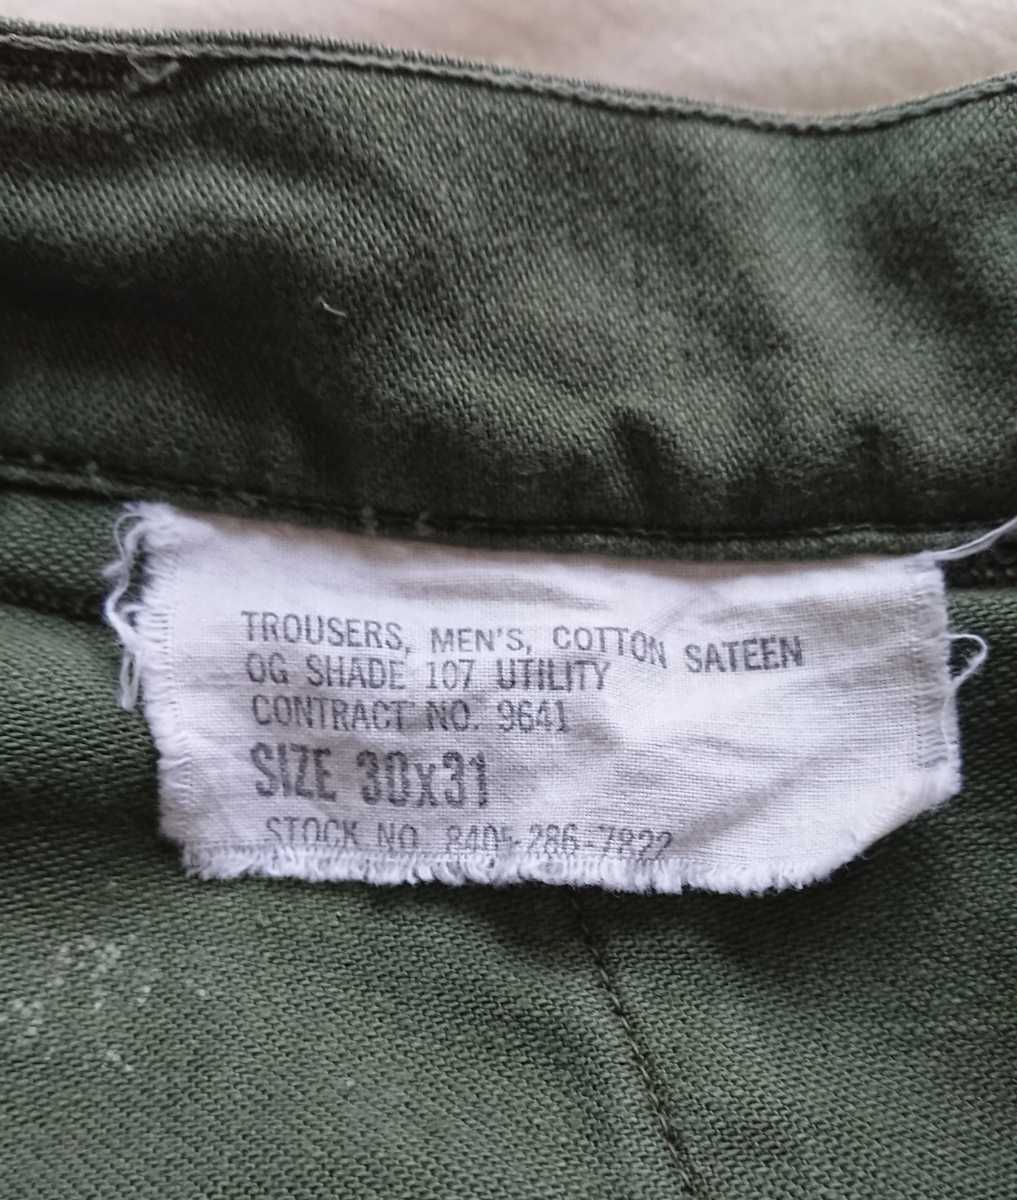 TROUSERS, MEN'S, COTTON SATEEN
OG SHADE 107 UTILITY
CONTRACT NO. 9641
SIZE 30X31
STOCK NO. 8405-286-7822